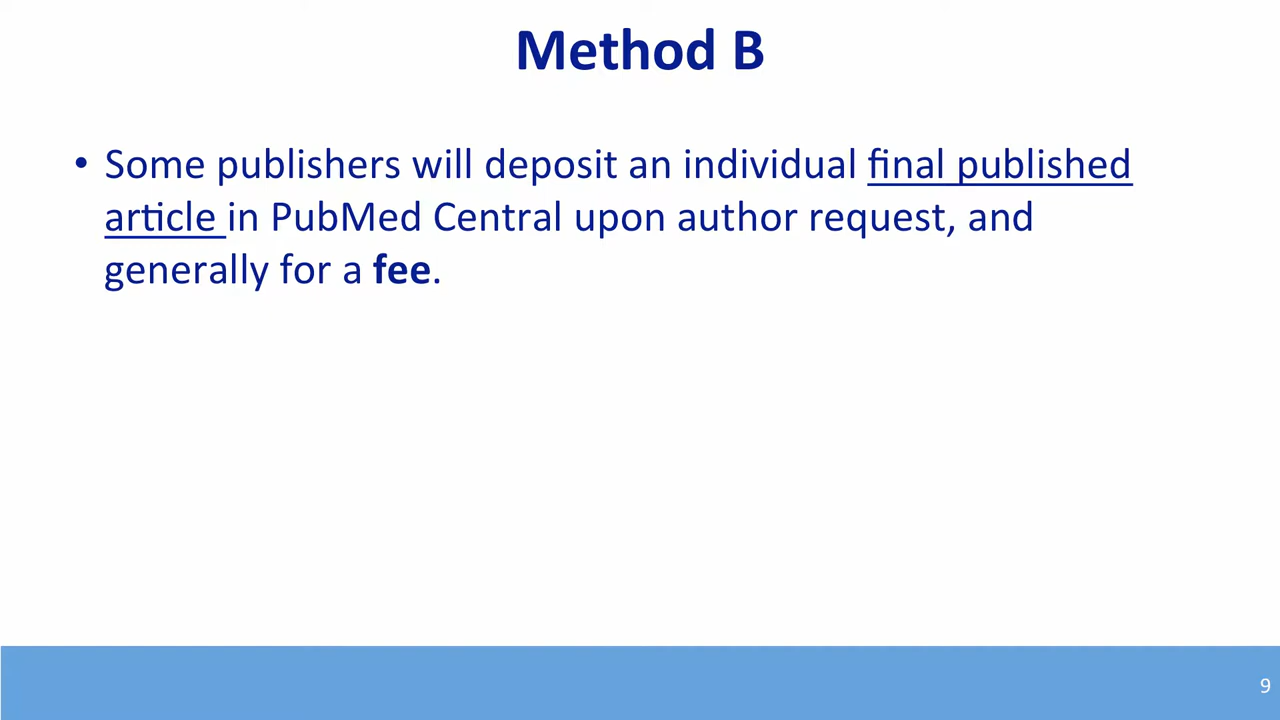 Method B
• Some publishers will deposit an individual final published
article in PubMed Central upon author request, and
generally for a fee.
9